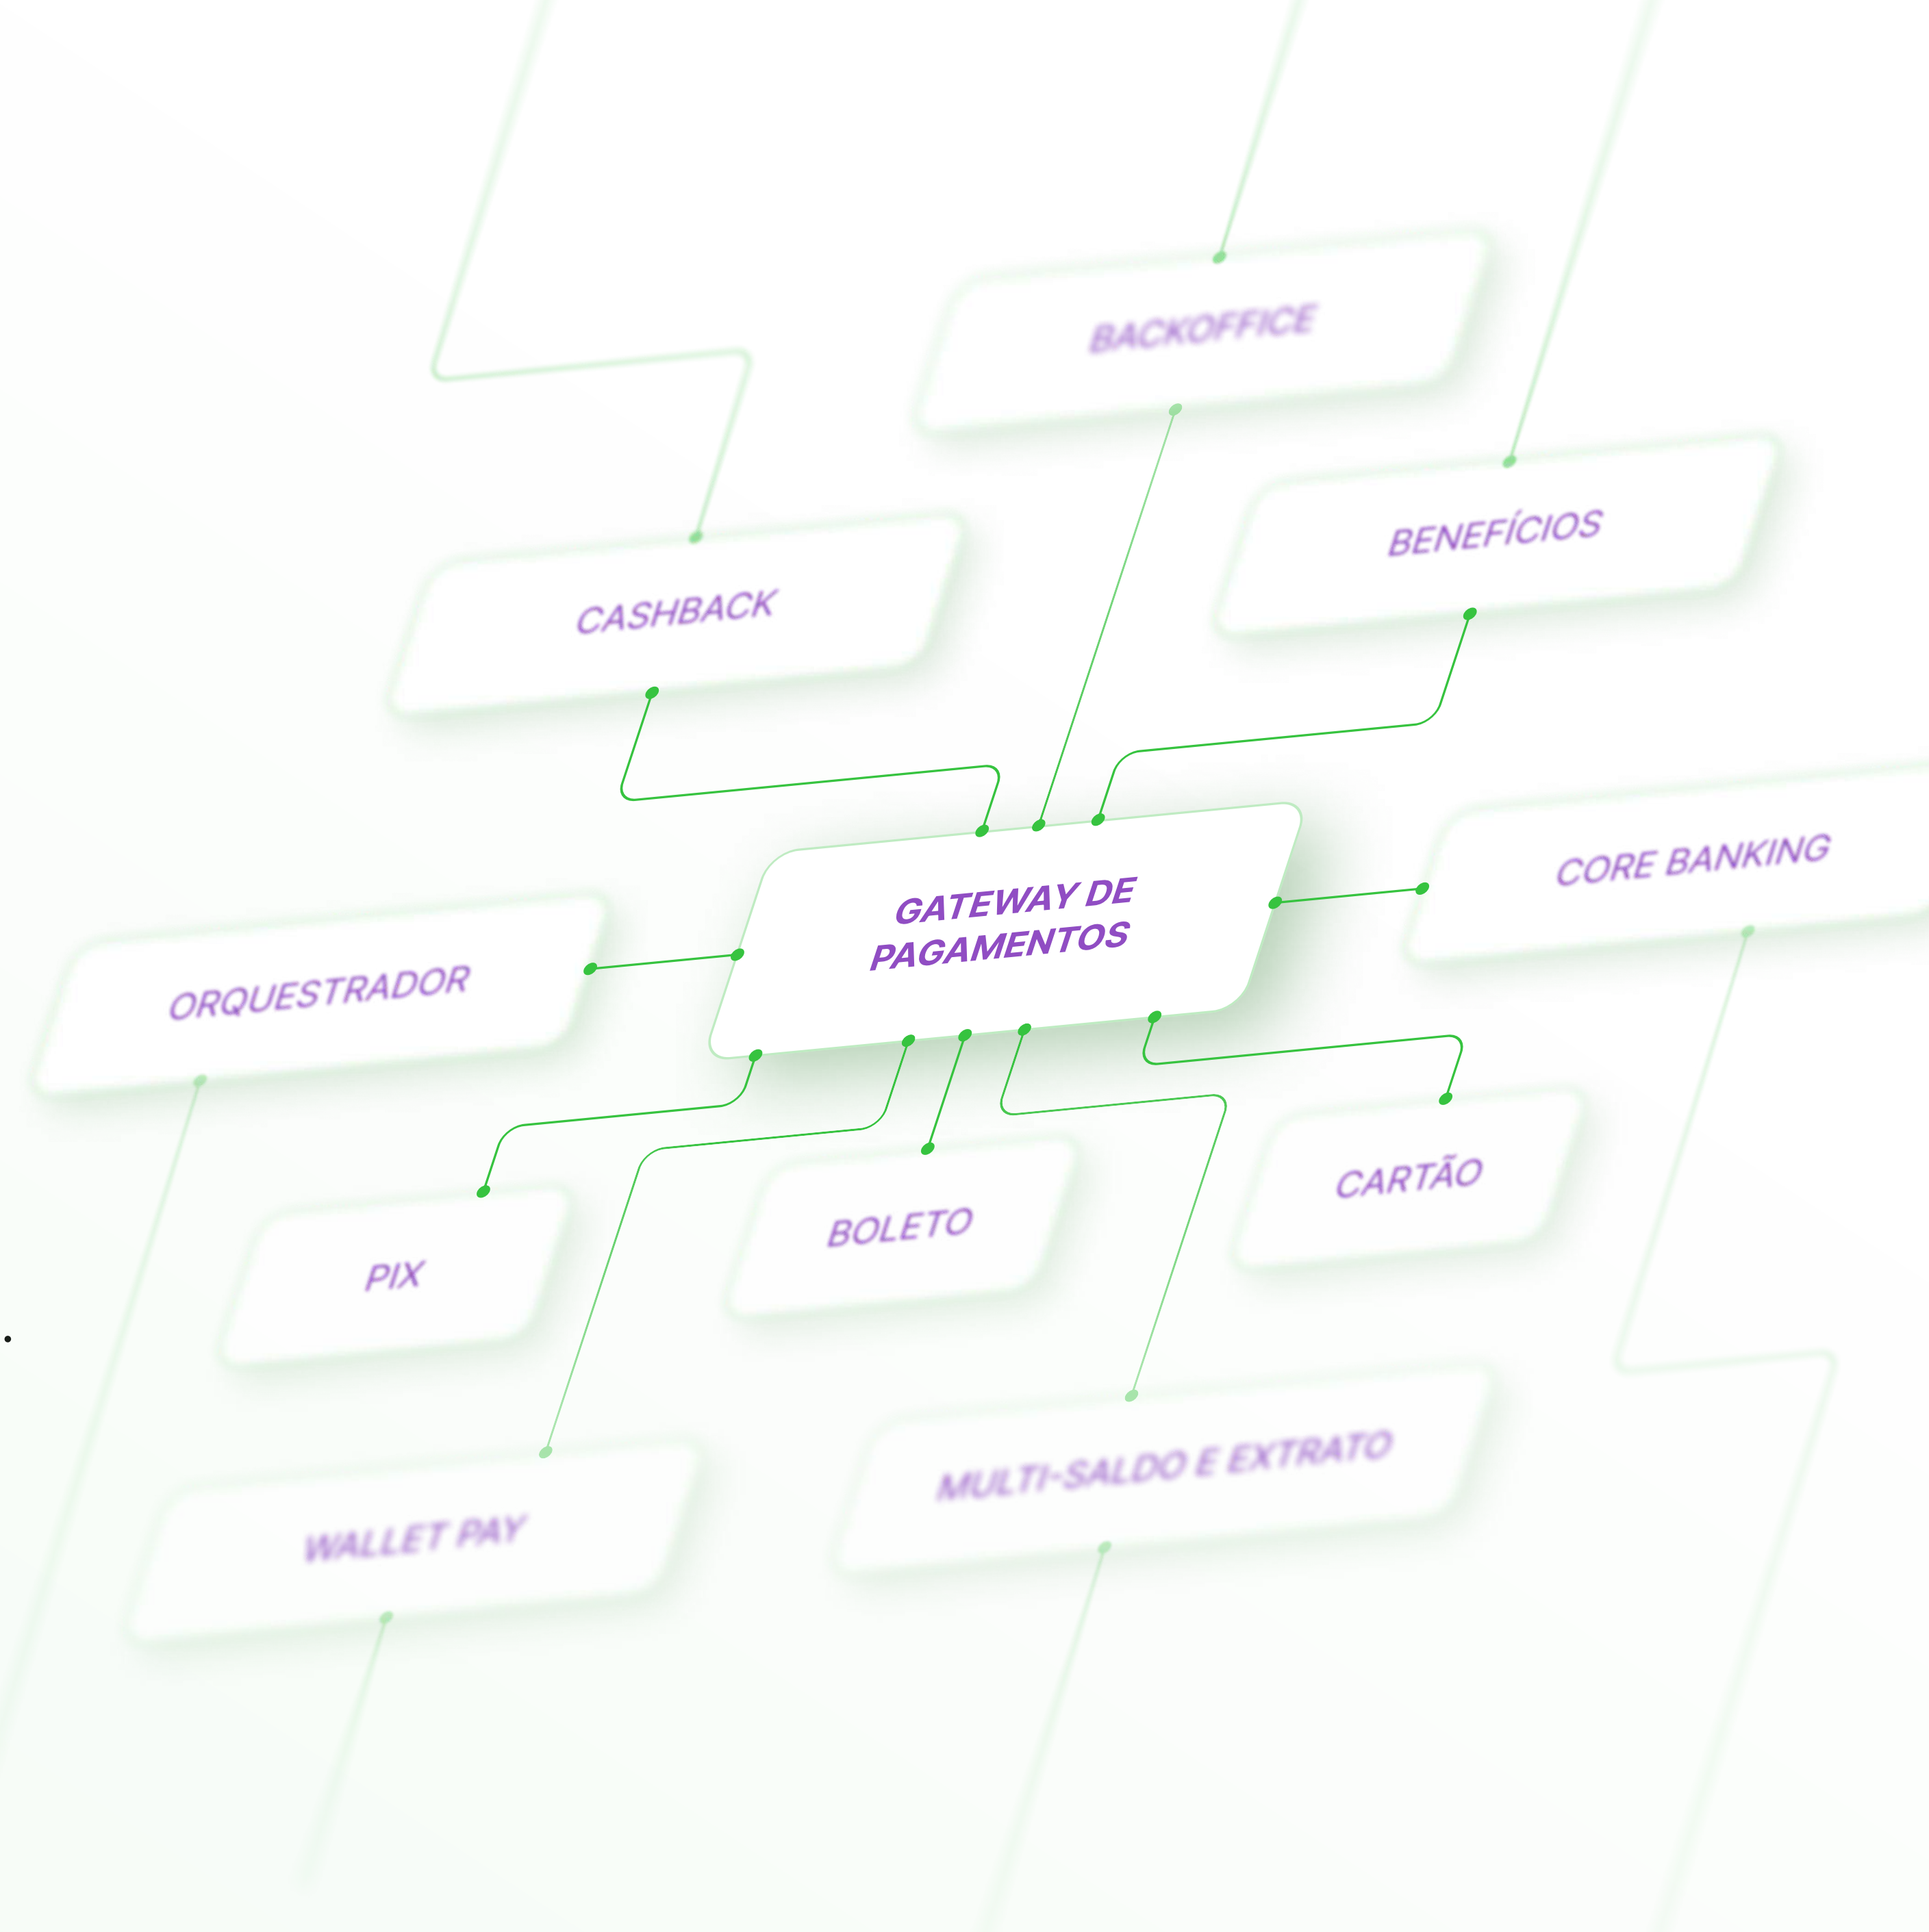 BACKOFFICE
BENEFÍCIOS
CASHBACK
CORE BANKING
GATEWAY DE
PAGAMENTOS
ORQUESTRADOR
CARTÃO
BOLETO
PIX
MULTI-SALDO E EXTRATO
WALLET PAY
.